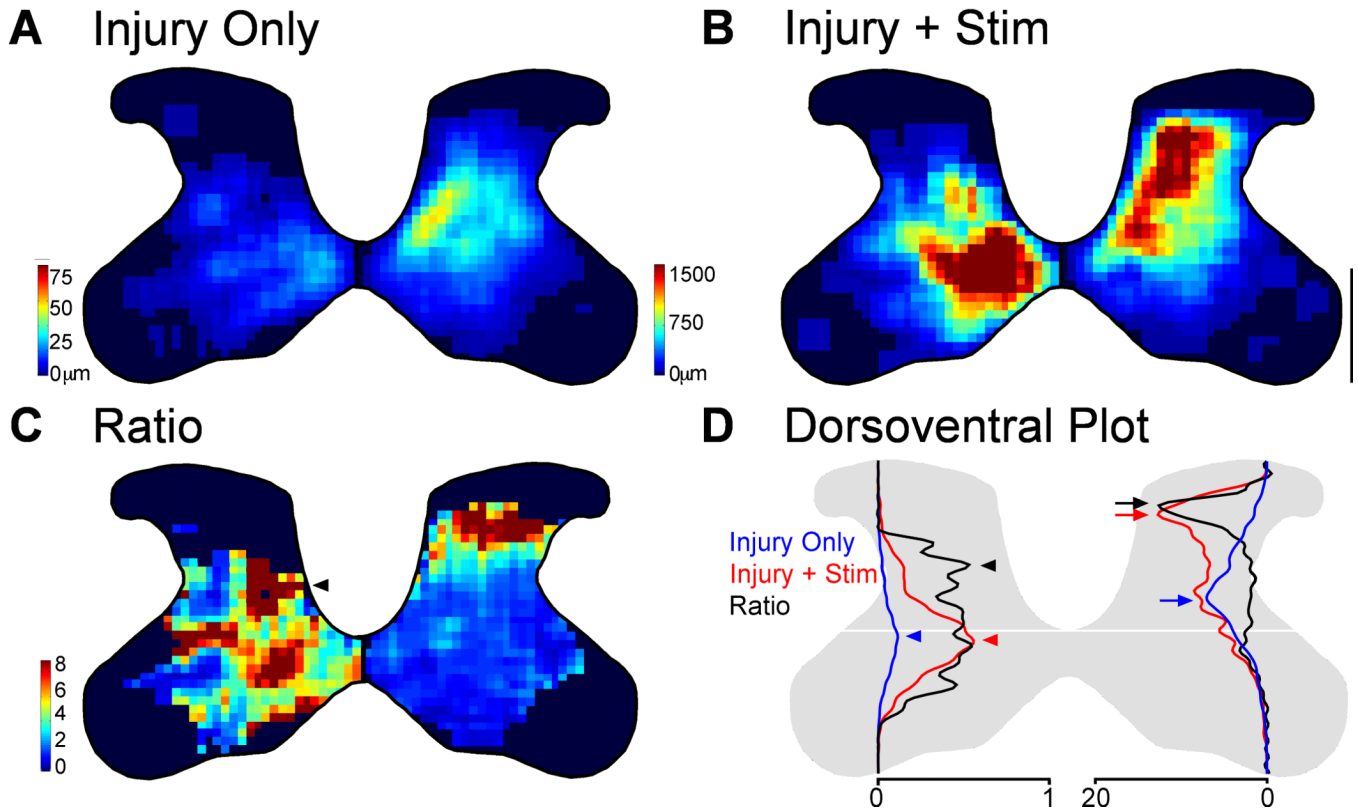 A Injury Only
B Injury + Stim
75
50
25
0μm
1500
750
0μm
C Ratio
D Dorsoventral Plot
8
6
4
2
0
Injury Only
Injury + Stim
Ratio
0 1 20 0